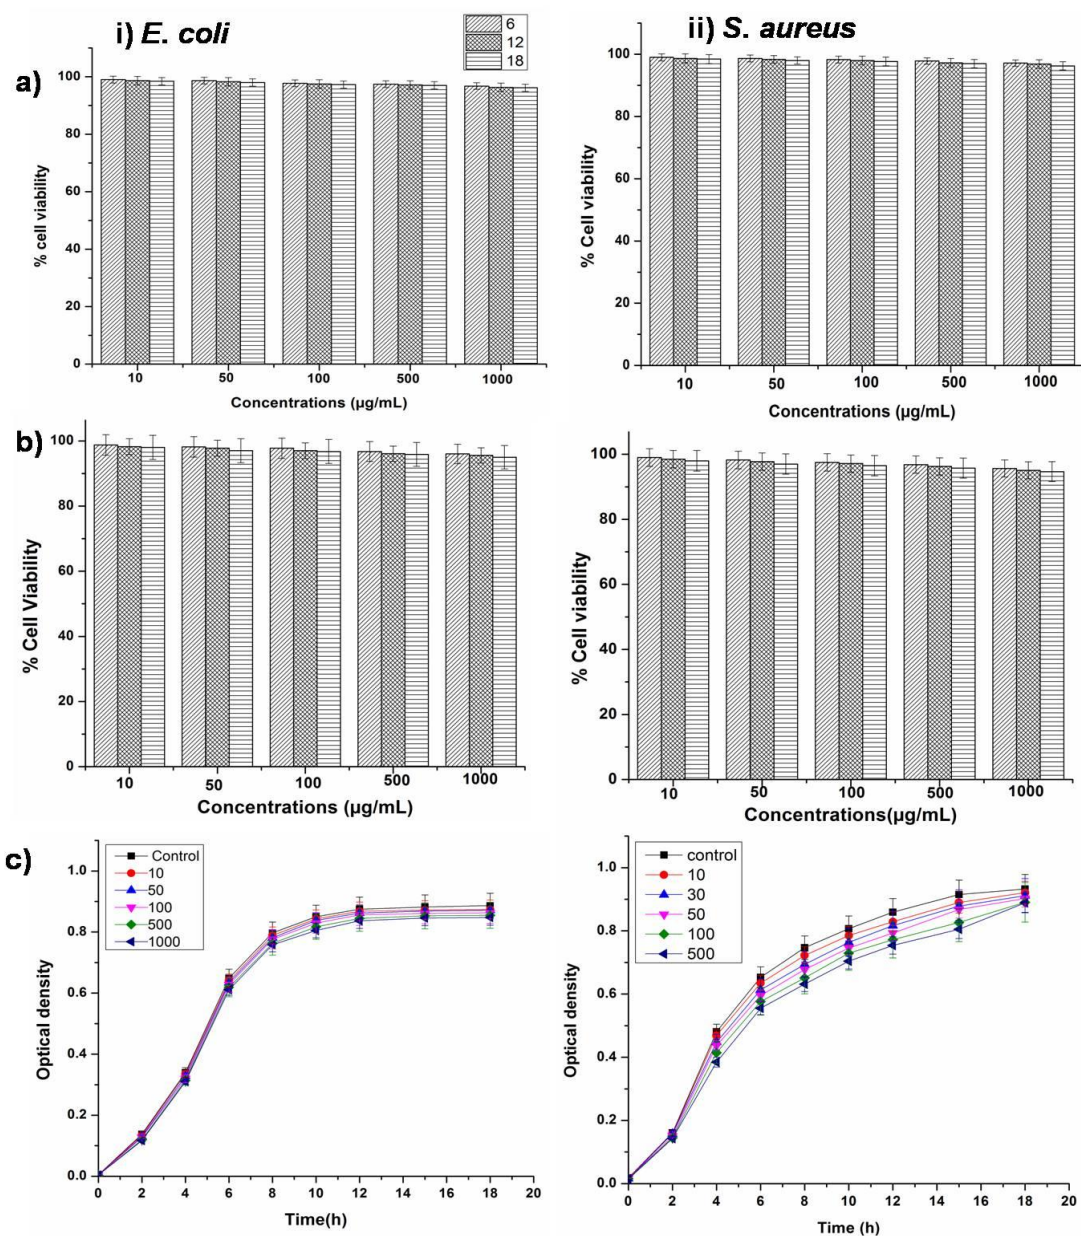 i) E. coli
6
12
18
ii) S. aureus
a)
100
80
60
40
20
0
% cell viability
10 50 100 500 1000
Concentrations (µg/mL)
100
80
60
40
20
0
% Cell viability
10 50 100 500 1000
Concentrations (µg/mL)
b)
100
80
60
40
20
0
% Cell Viability
10 50 100 500 1000
Concentrations (µg/mL)
100
80
60
40
20
0
% Cell viability
10 50 100 500 1000
Concentrations(µg/mL)
c)
1.0
0.8
0.6
0.4
0.2
0.0
Optical density
Control
10
50
100
500
1000
0 2 4 6 8 10 12 14 16 18 20
Time(h)
1.0
0.8
0.6
0.4
0.2
0.0
Optical density
control
10
30
50
100
500
0 2 4 6 8 10 12 14 16 18 20
Time (h)